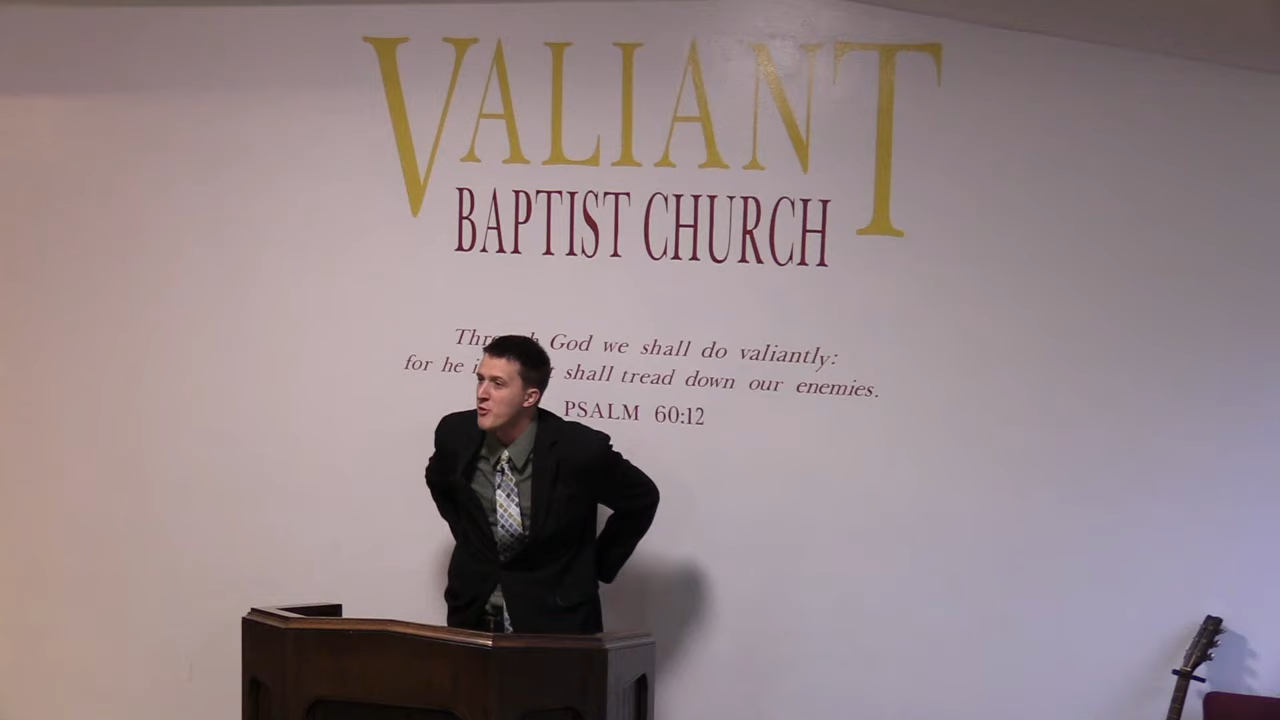 VALIANT
BAPTIST CHURCH
God we shall do valiantly:
for he shall tread down our enemies.
PSALM 60:12